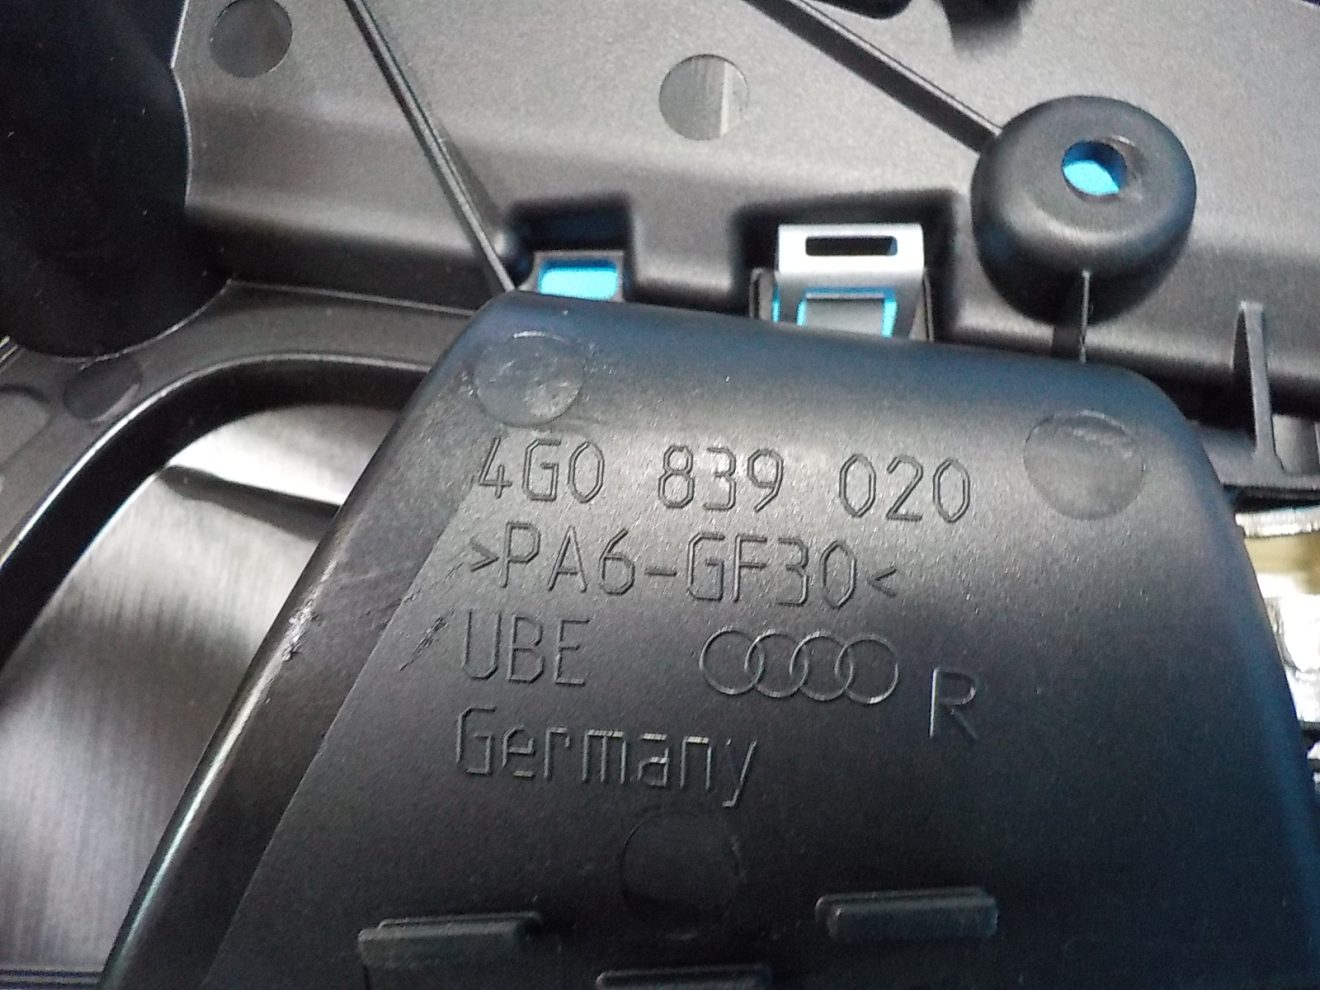 4G0 839 020
>PA6-GF30<
UBE R
Germany